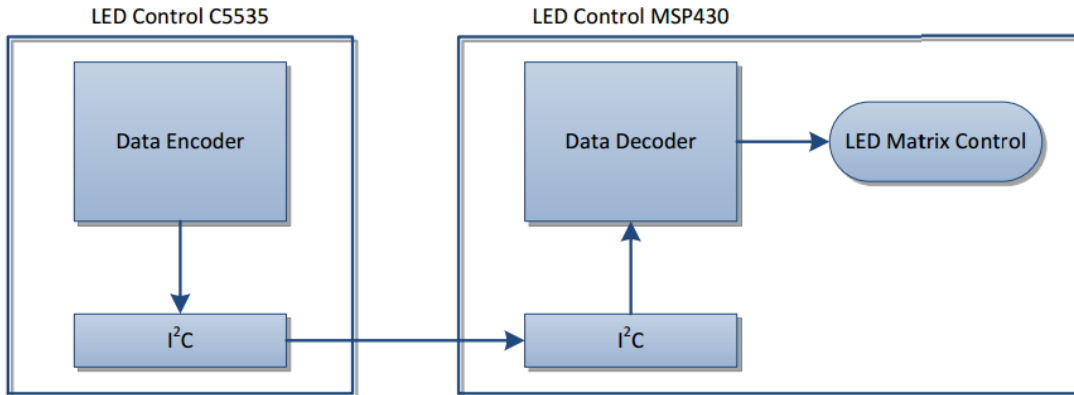 LED Control C5535
LED Control MSP430
Data Encoder
Data Decoder
LED Matrix Control
I²C
I²C